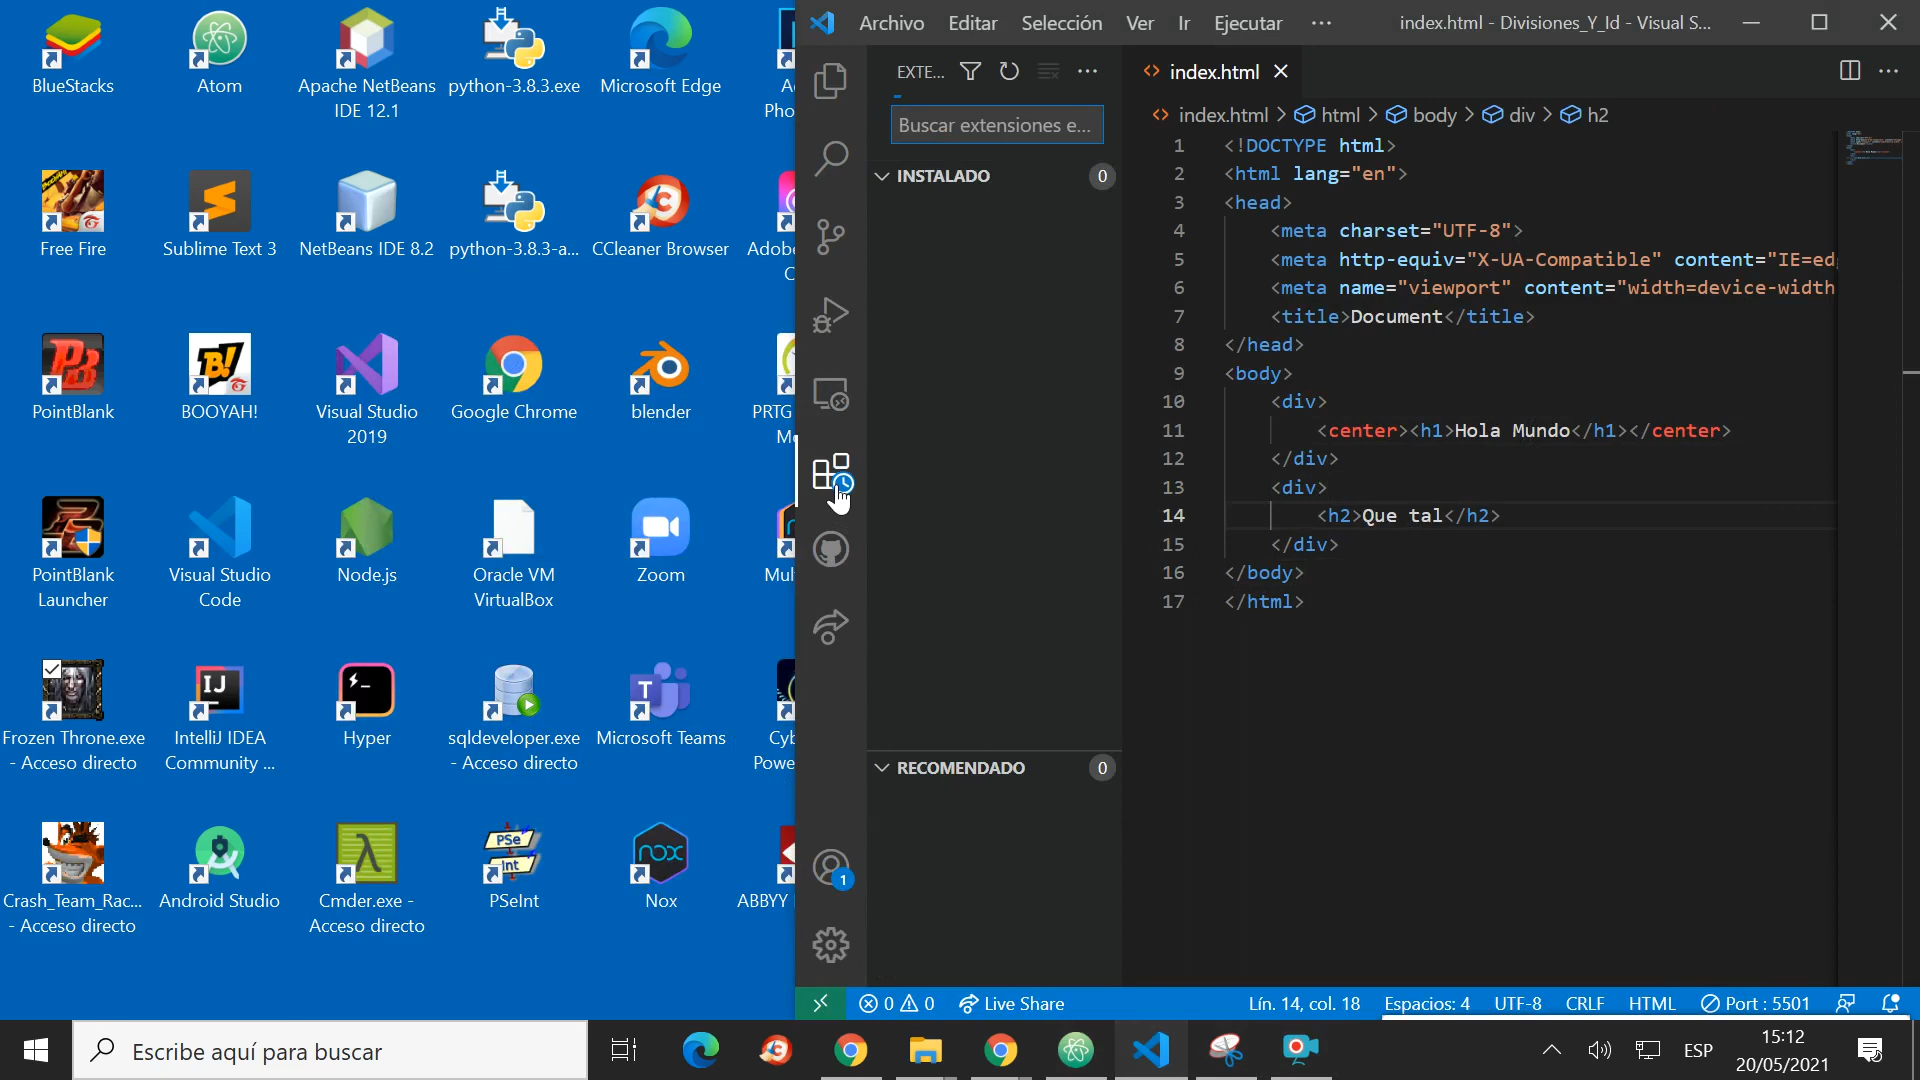 BlueStacks
Atom
Apache NetBeans
IDE 12.1
python-3.8.3.exe
Microsoft Edge
Pho
Free Fire
Sublime Text 3
NetBeans IDE 8.2
python-3.8.3-a...
CCleaner Browser
Adob
C
PointBlank
BOOYAH!
Visual Studio
2019
Google Chrome
blender
PRTG
M
PointBlank
Launcher
Visual Studio
Code
Node.js
Oracle VM
VirtualBox
Zoom
Mul
Frozen Throne.exe
- Acceso directo
IntelliJ IDEA
Community ...
Hyper
sqldeveloper.exe
- Acceso directo
Microsoft Teams
Cyb
Powe
Crash_Team_Rac...
- Acceso directo
Android Studio
Cmder.exe -
Acceso directo
PSeInt
Nox
ABBYY
Archivo Editar Selección Ver Ir Ejecutar ··· index.html - Divisiones_Y_Id - Visual S...
EXTE...
index.html
Buscar extensiones e...
INSTALADO 0
RECOMENDADO 0
index.html > html > body > div > h2
1 <!DOCTYPE html>
2 <html lang="en">
3 <head>
4 <meta charset="UTF-8">
5 <meta http-equiv="X-UA-Compatible" content="IE=ed
6 <meta name="viewport" content="width=device-width
7 <title>Document</title>
8 </head>
9 <body>
10 <div>
11 <center><h1>Hola Mundo</h1></center>
12 </div>
13 <div>
14 <h2>Que tal</h2>
15 </div>
16 </body>
17 </html>
1
0 0 Live Share Lín. 14, col. 18 Espacios: 4 UTF-8 CRLF HTML Port : 5501
Escribe aquí para buscar
ESP
15:12
20/05/2021